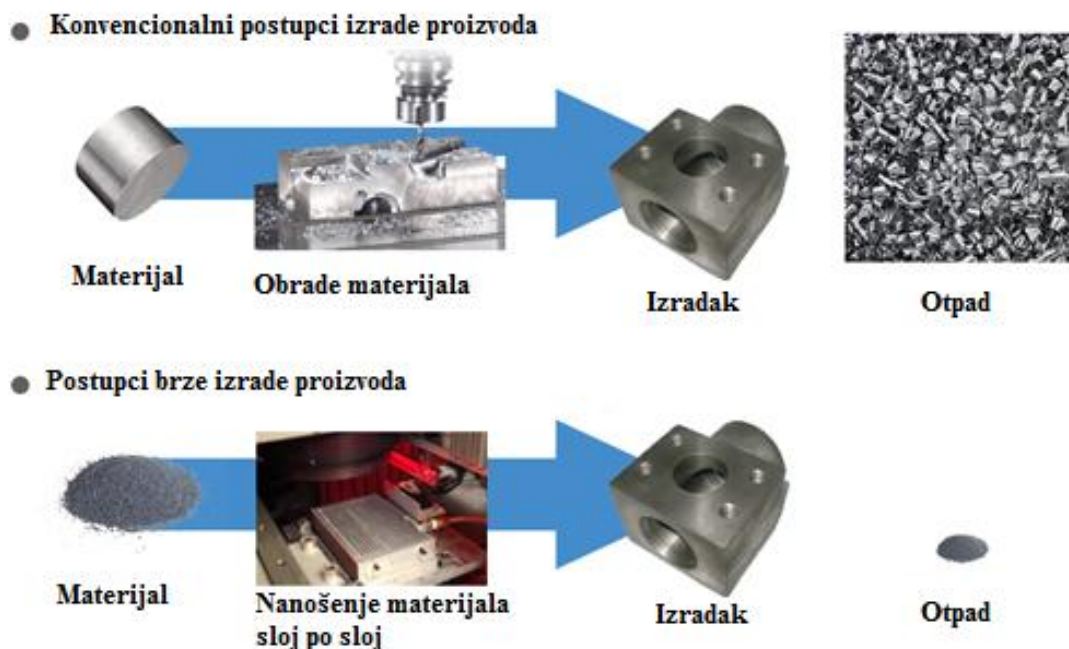 Konvencionalni postupci izrade proizvoda
Materijal
Obrade materijala
Izradak
Otpad
Postupci brze izrade proizvoda
Materijal
Nanošenje materijala
sloj po sloj
Izradak
Otpad